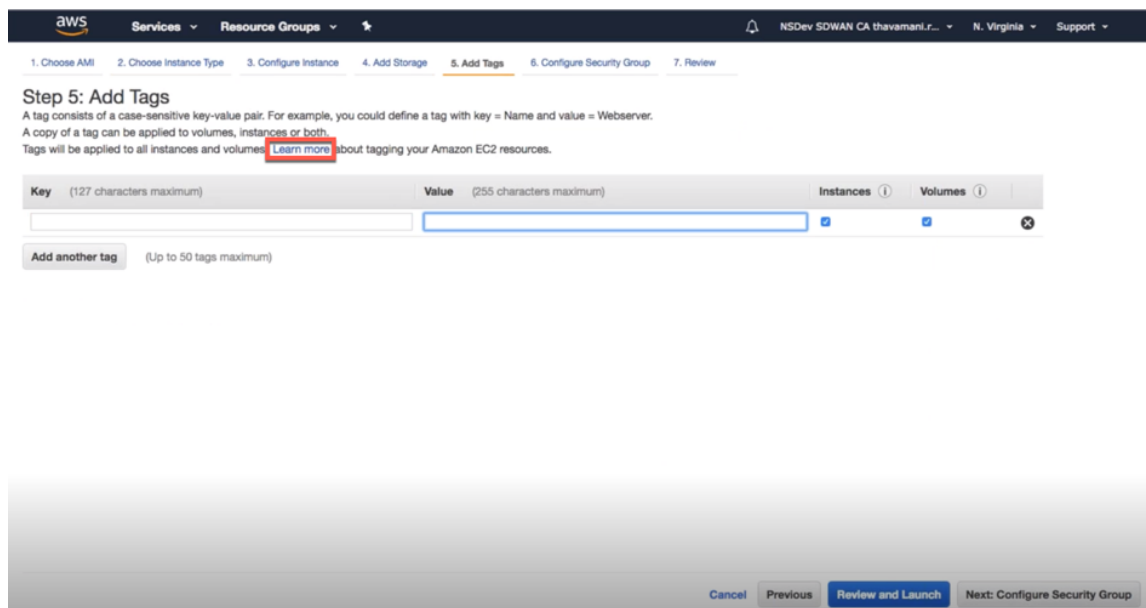 aws Services Resource Groups NSDev SDWAN CA thavamani.r... N. Virginia Support
1. Choose AMI 2. Choose Instance Type 3. Configure Instance 4. Add Storage 5. Add Tags 6. Configure Security Group 7. Review
Step 5: Add Tags
A tag consists of a case-sensitive key-value pair. For example, you could define a tag with key = Name and value = Webserver.
A copy of a tag can be applied to volumes, instances or both.
Tags will be applied to all instances and volumes. Learn more about tagging your Amazon EC2 resources.
Key (127 characters maximum) Value (255 characters maximum) Instances Volumes
Add another tag (Up to 50 tags maximum)
Cancel Previous Review and Launch Next: Configure Security Group